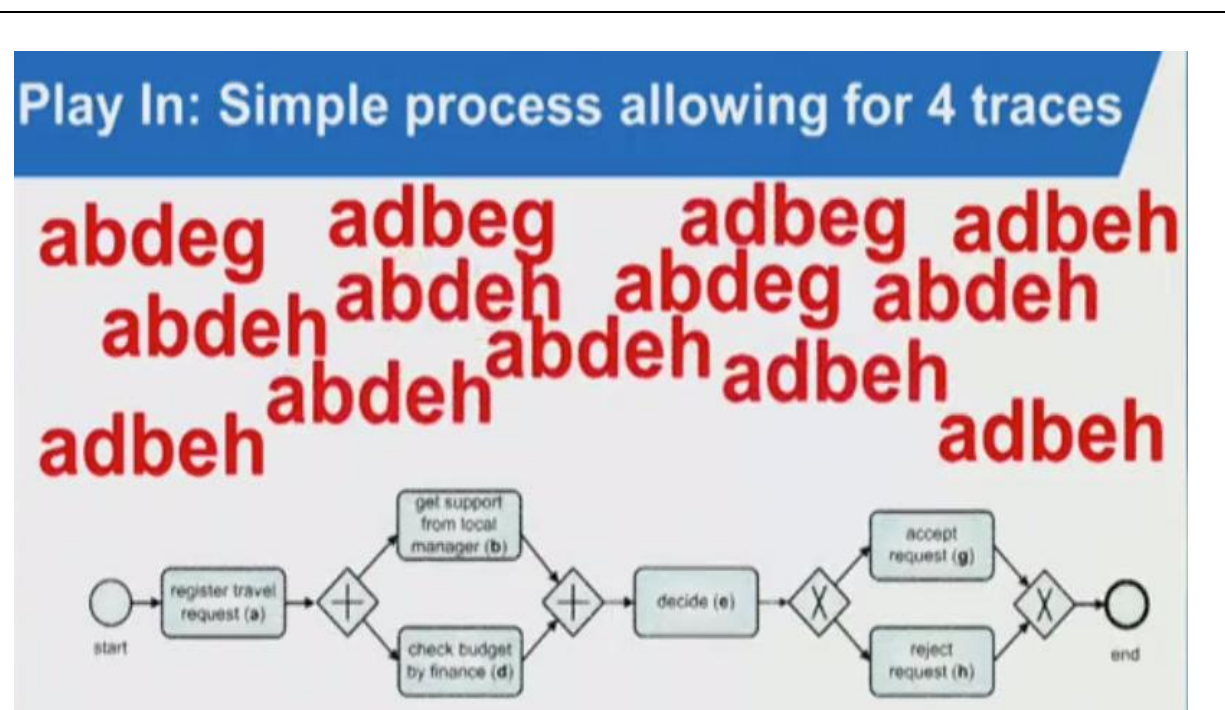 Play In: Simple process allowing for 4 traces
abdeg
adbeg
adbeg
adbeh
abdeh
abdeh
abdeg
abdeh
abdeh
abdeh
adbeh
adbeh
adbeh
start
register travel
request (a)
get support
from local
manager (b)
check budget
by finance (d)
decide (e)
X
accept
request (g)
reject
request (h)
X
end